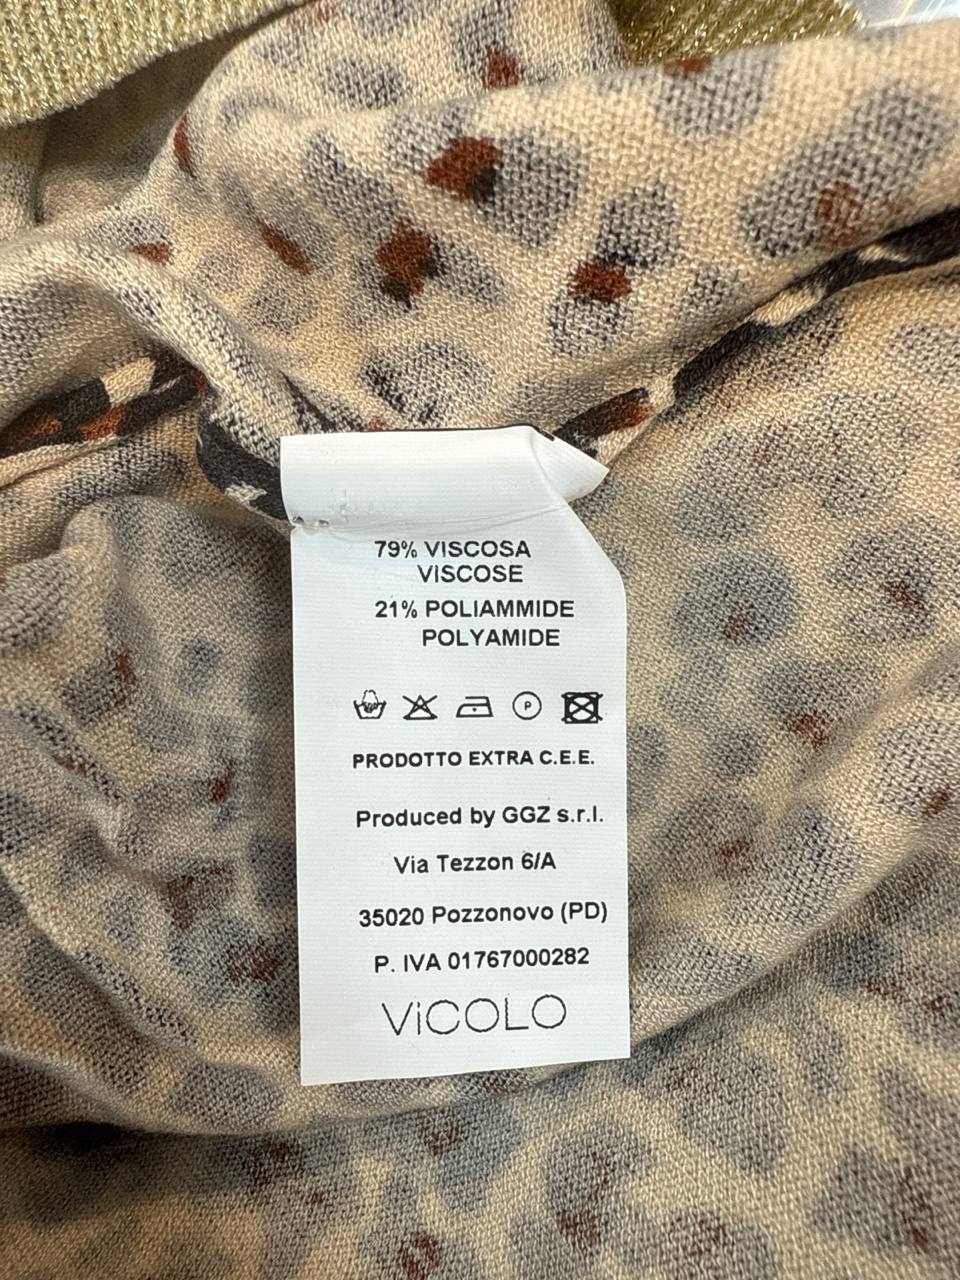 79% VISCOSA
VISCOSE
21% POLIAMMIDE
POLYAMIDE
P
PRODOTTO EXTRA C.E.E.
Produced by GGZ s.r.l.
Via Tezzon 6/A
35020 Pozzonovo (PD)
P. IVA 01767000282
ViCOLO